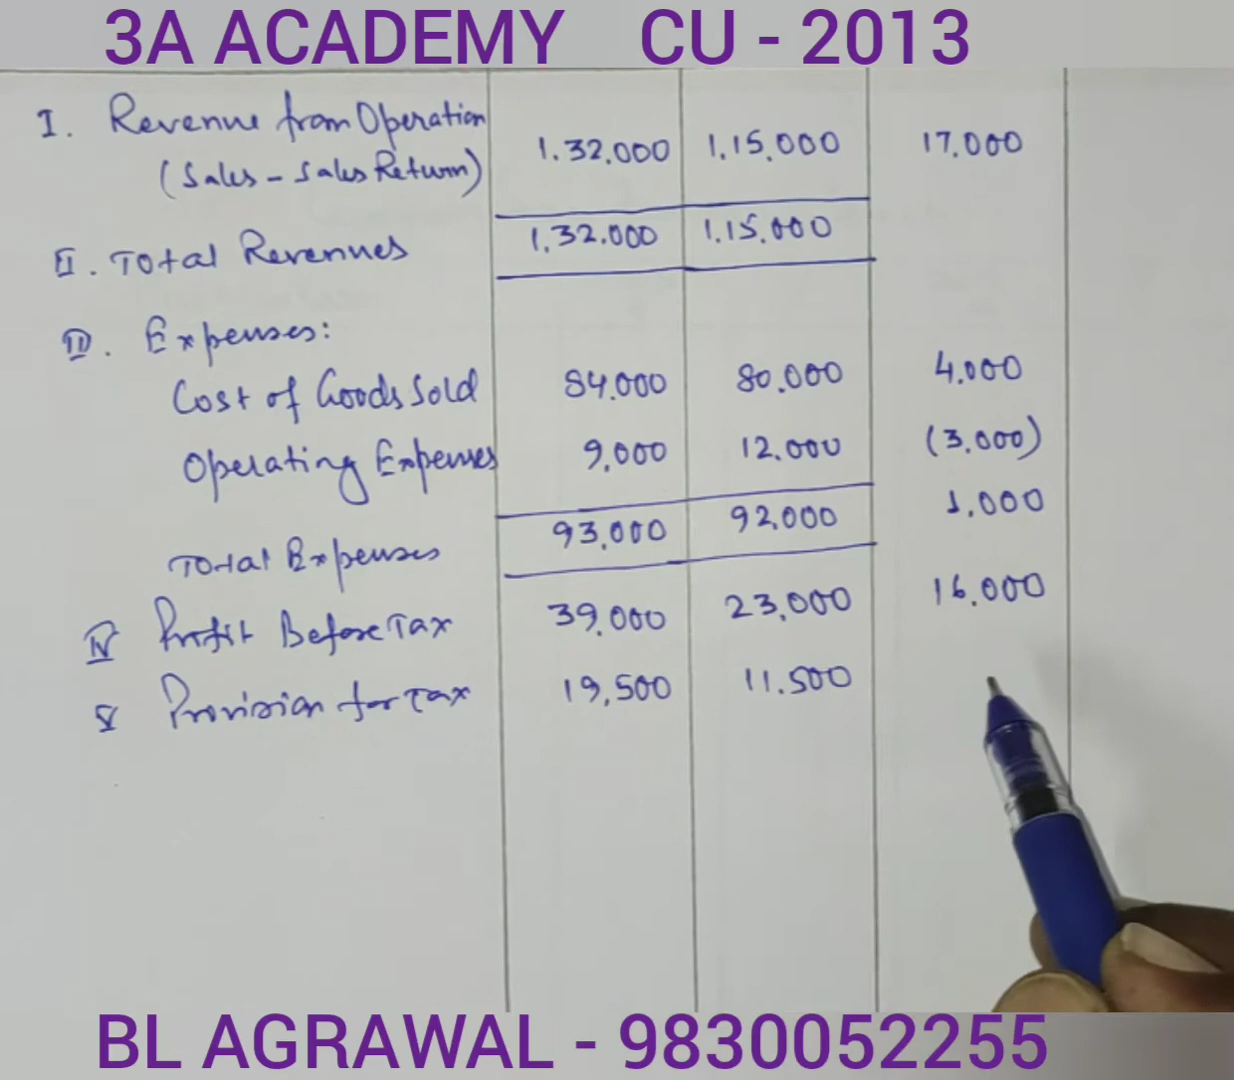 3A ACADEMY CU - 2013
I. Revenue from Operation
(Sales - Sales Return) 1.32.000 1.15.000 17.000
II. Total Revenues 1.32.000 1.15.000
III. Expenses:
Cost of Goods Sold 84.000 80.000 4.000
Operating Expenses 9,000 12.000 (3.000)
Total Expenses 93,000 92,000 1,000
IV Profit Before Tax 39,000 23,000 16.000
V Provision for Tax 19,500 11.500
BL AGRAWAL - 9830052255